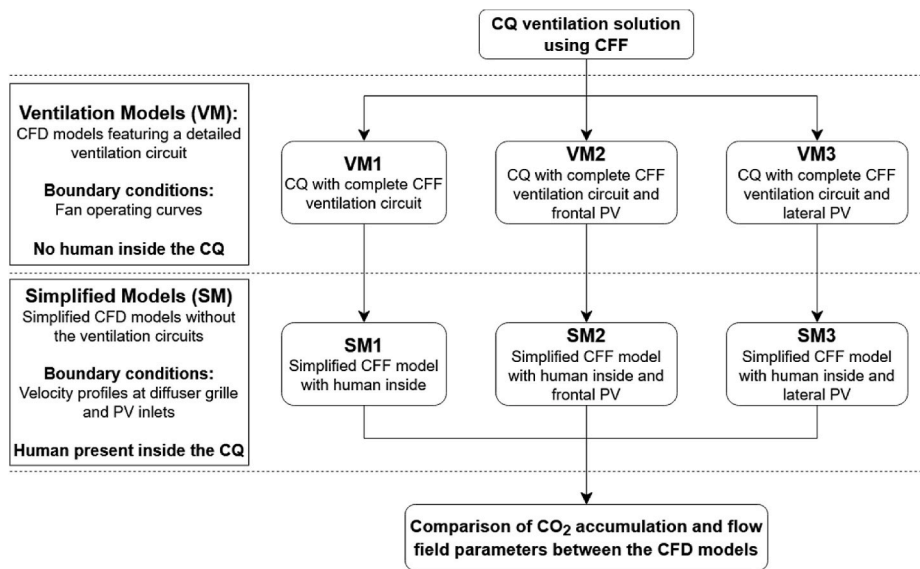 CQ ventilation solution
using CFF
Ventilation Models (VM):
CFD models featuring a detailed
ventilation circuit
Boundary conditions:
Fan operating curves
No human inside the CQ
VM1
CQ with complete CFF
ventilation circuit
VM2
CQ with complete CFF
ventilation circuit and
frontal PV
VM3
CQ with complete CFF
ventilation circuit and
lateral PV
Simplified Models (SM)
Simplified CFD models without
the ventilation circuits
Boundary conditions:
Velocity profiles at diffuser grille
and PV inlets
Human present inside the CQ
SM1
Simplified CFF model
with human inside
SM2
Simplified CFF model
with human inside and
frontal PV
SM3
Simplified CFF model
with human inside and
lateral PV
Comparison of CO₂ accumulation and flow
field parameters between the CFD models